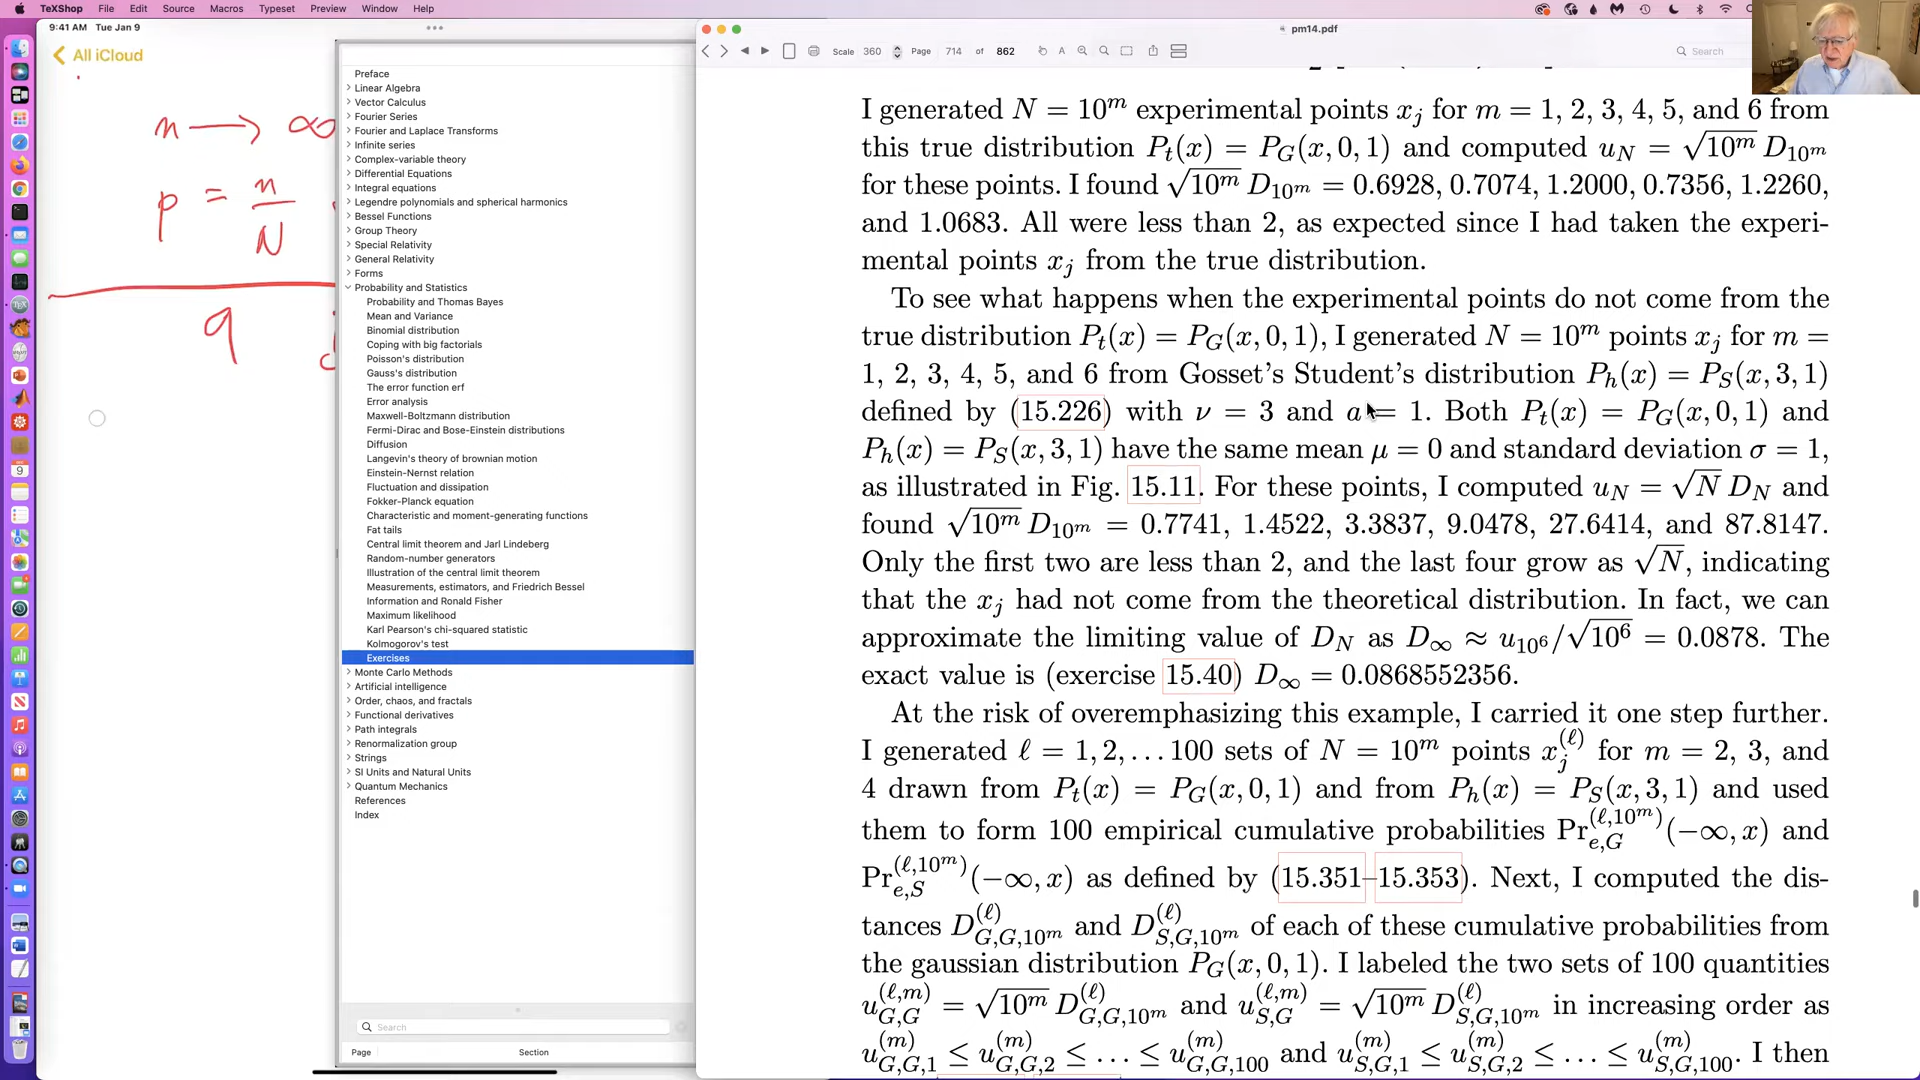 TeXShop File Edit Source Macros Typeset Preview Window Help
9:41 AM Tue Jan 9
All iCloud
n → ∞
p = n/N
9
Preface
Linear Algebra
Vector Calculus
Fourier Series
Fourier and Laplace Transforms
Infinite series
Complex-variable theory
Differential Equations
Integral equations
Legendre polynomials and spherical harmonics
Bessel Functions
Group Theory
Special Relativity
General Relativity
Forms
Probability and Statistics
Probability and Thomas Bayes
Mean and Variance
Binomial distribution
Coping with big factorials
Poisson's distribution
Gauss's distribution
The error function erf
Error analysis
Maxwell-Boltzmann distribution
Fermi-Dirac and Bose-Einstein distributions
Diffusion
Langevin's theory of brownian motion
Einstein-Nernst relation
Fluctuation and dissipation
Fokker-Planck equation
Characteristic and moment-generating functions
Fat tails
Central limit theorem and Jarl Lindeberg
Random-number generators
Illustration of the central limit theorem
Measurements, estimators, and Friedrich Bessel
Information and Ronald Fisher
Maximum likelihood
Karl Pearson's chi-squared statistic
Kolmogorov's test
Exercises
Monte Carlo Methods
Artificial intelligence
Order, chaos, and fractals
Functional derivatives
Path integrals
Renormalization group
Strings
SI Units and Natural Units
Quantum Mechanics
References
Index
Search
Page Section
pm14.pdf
Scale 360 Page 714 of 862 Search
I generated N = 10^m experimental points x_j for m = 1, 2, 3, 4, 5, and 6 from
this true distribution P_t(x) = P_G(x, 0, 1) and computed u_N = √10^m D_{10^m}
for these points. I found √10^m D_{10^m} = 0.6928, 0.7074, 1.2000, 0.7356, 1.2260,
and 1.0683. All were less than 2, as expected since I had taken the experi-
mental points x_j from the true distribution.
To see what happens when the experimental points do not come from the
true distribution P_t(x) = P_G(x, 0, 1), I generated N = 10^m points x_j for m =
1, 2, 3, 4, 5, and 6 from Gosset's Student's distribution P_h(x) = P_S(x, 3, 1)
defined by (15.226) with ν = 3 and a = 1. Both P_t(x) = P_G(x, 0, 1) and
P_h(x) = P_S(x, 3, 1) have the same mean μ = 0 and standard deviation σ = 1,
as illustrated in Fig. 15.11. For these points, I computed u_N = √N D_N and
found √10^m D_{10^m} = 0.7741, 1.4522, 3.3837, 9.0478, 27.6414, and 87.8147.
Only the first two are less than 2, and the last four grow as √N, indicating
that the x_j had not come from the theoretical distribution. In fact, we can
approximate the limiting value of D_N as D_∞ ≈ u_{10^6}/√10^6 = 0.0878. The
exact value is (exercise 15.40) D_∞ = 0.0868552356.
At the risk of overemphasizing this example, I carried it one step further.
I generated ℓ = 1, 2, . . . 100 sets of N = 10^m points x_j^{(ℓ)} for m = 2, 3, and
4 drawn from P_t(x) = P_G(x, 0, 1) and from P_h(x) = P_S(x, 3, 1) and used
them to form 100 empirical cumulative probabilities Pr_{e,G}^{(ℓ,10^m)}(−∞, x) and
Pr_{e,S}^{(ℓ,10^m)}(−∞, x) as defined by (15.351–15.353). Next, I computed the dis-
tances D_{G,G,10^m}^{(ℓ)} and D_{S,G,10^m}^{(ℓ)} of each of these cumulative probabilities from
the gaussian distribution P_G(x, 0, 1). I labeled the two sets of 100 quantities
u_{G,G}^{(ℓ,m)} = √10^m D_{G,G,10^m}^{(ℓ)} and u_{S,G}^{(ℓ,m)} = √10^m D_{S,G,10^m}^{(ℓ)} in increasing order as
u_{G,G,1}^{(m)} ≤ u_{G,G,2}^{(m)} ≤ . . . ≤ u_{G,G,100}^{(m)} and u_{S,G,1}^{(m)} ≤ u_{S,G,2}^{(m)} ≤ . . . ≤ u_{S,G,100}^{(m)}. I then